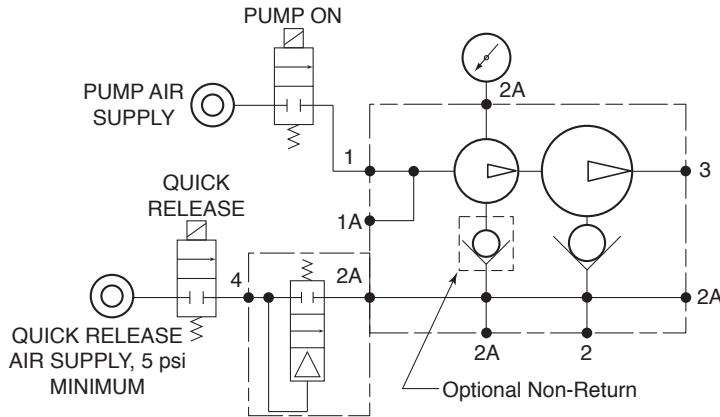 PUMP ON
PUMP AIR
SUPPLY
2A
1
3
QUICK
RELEASE
1A
4
2A
2A
QUICK RELEASE
AIR SUPPLY, 5 psi
MINIMUM
2A
2
Optional Non-Return